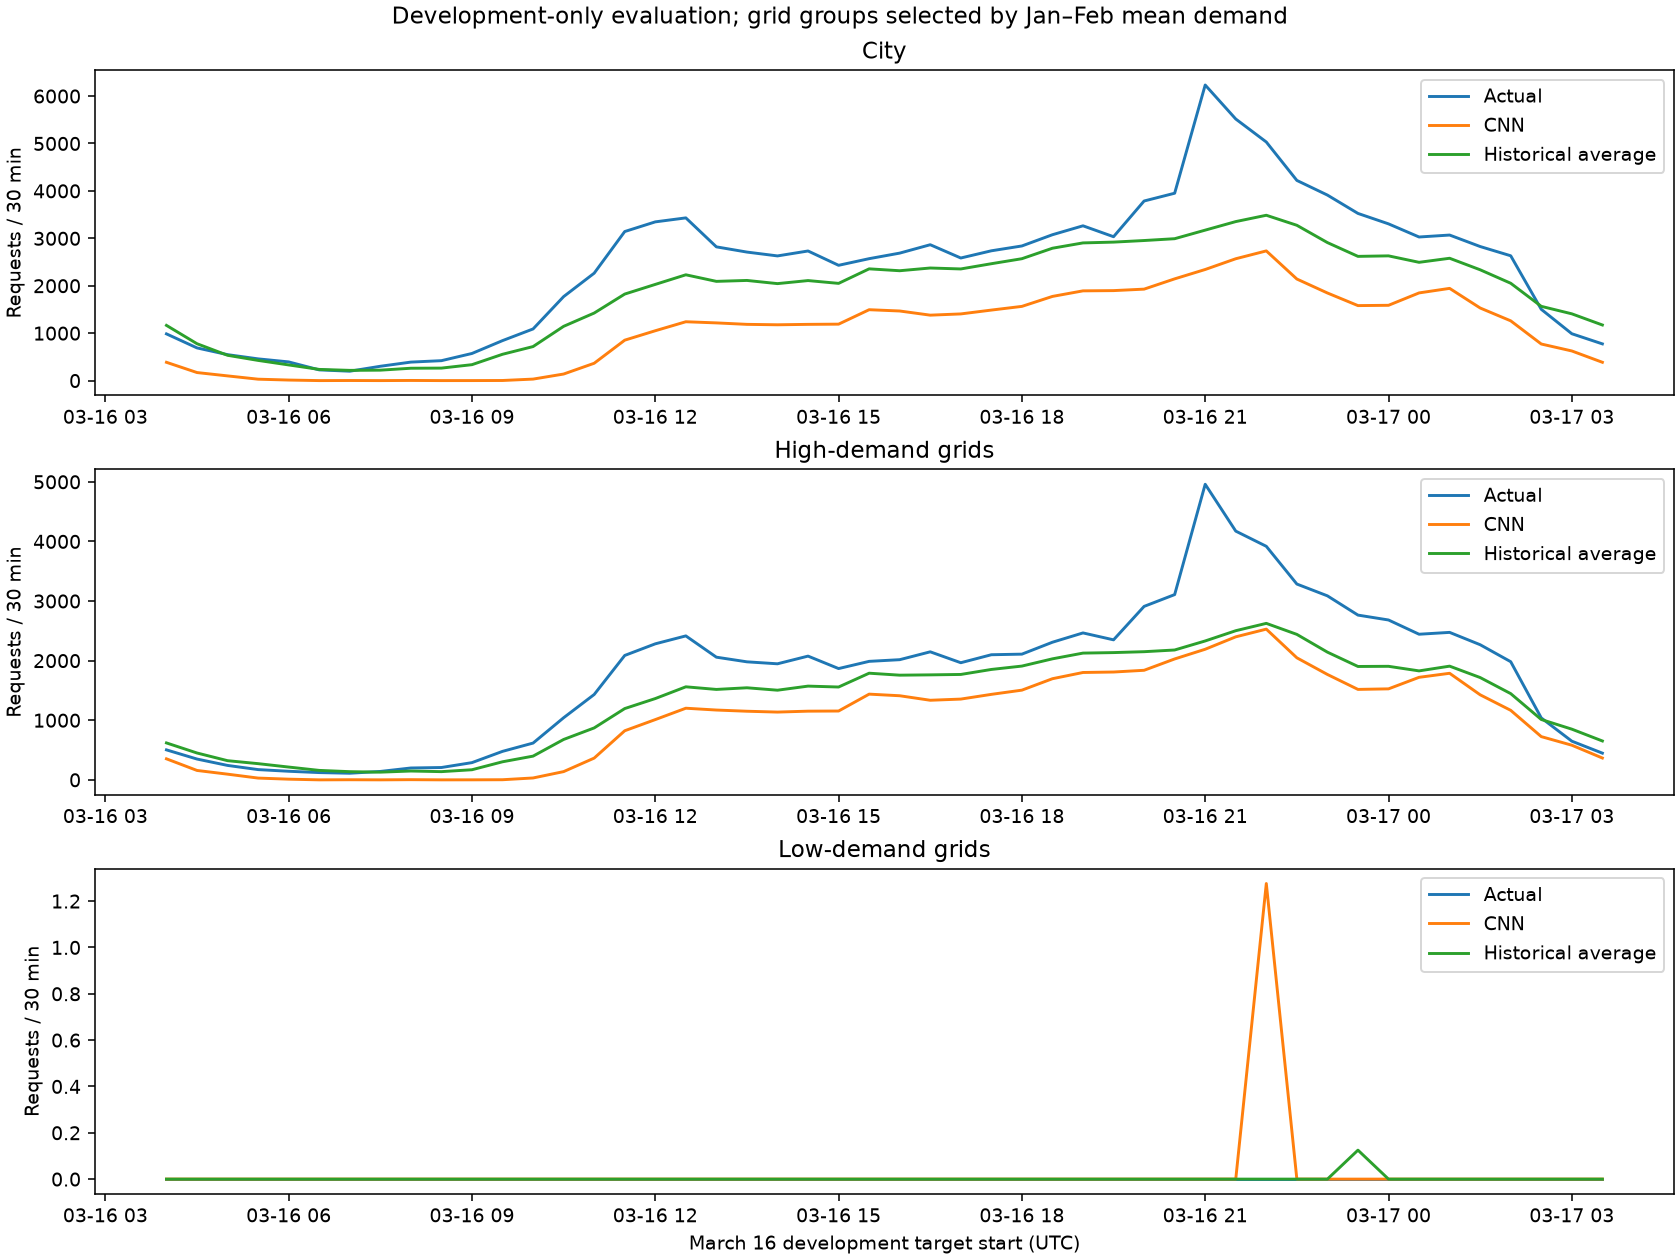 Development-only evaluation; grid groups selected by Jan–Feb mean demand
City
Requests / 30 min
6000
5000
4000
3000
2000
1000
0
Actual
CNN
Historical average
03-16 03 03-16 06 03-16 09 03-16 12 03-16 15 03-16 18 03-16 21 03-17 00 03-17 03
High-demand grids
Requests / 30 min
5000
4000
3000
2000
1000
0
Actual
CNN
Historical average
03-16 03 03-16 06 03-16 09 03-16 12 03-16 15 03-16 18 03-16 21 03-17 00 03-17 03
Low-demand grids
Requests / 30 min
1.2
1.0
0.8
0.6
0.4
0.2
0.0
Actual
CNN
Historical average
03-16 03 03-16 06 03-16 09 03-16 12 03-16 15 03-16 18 03-16 21 03-17 00 03-17 03
March 16 development target start (UTC)